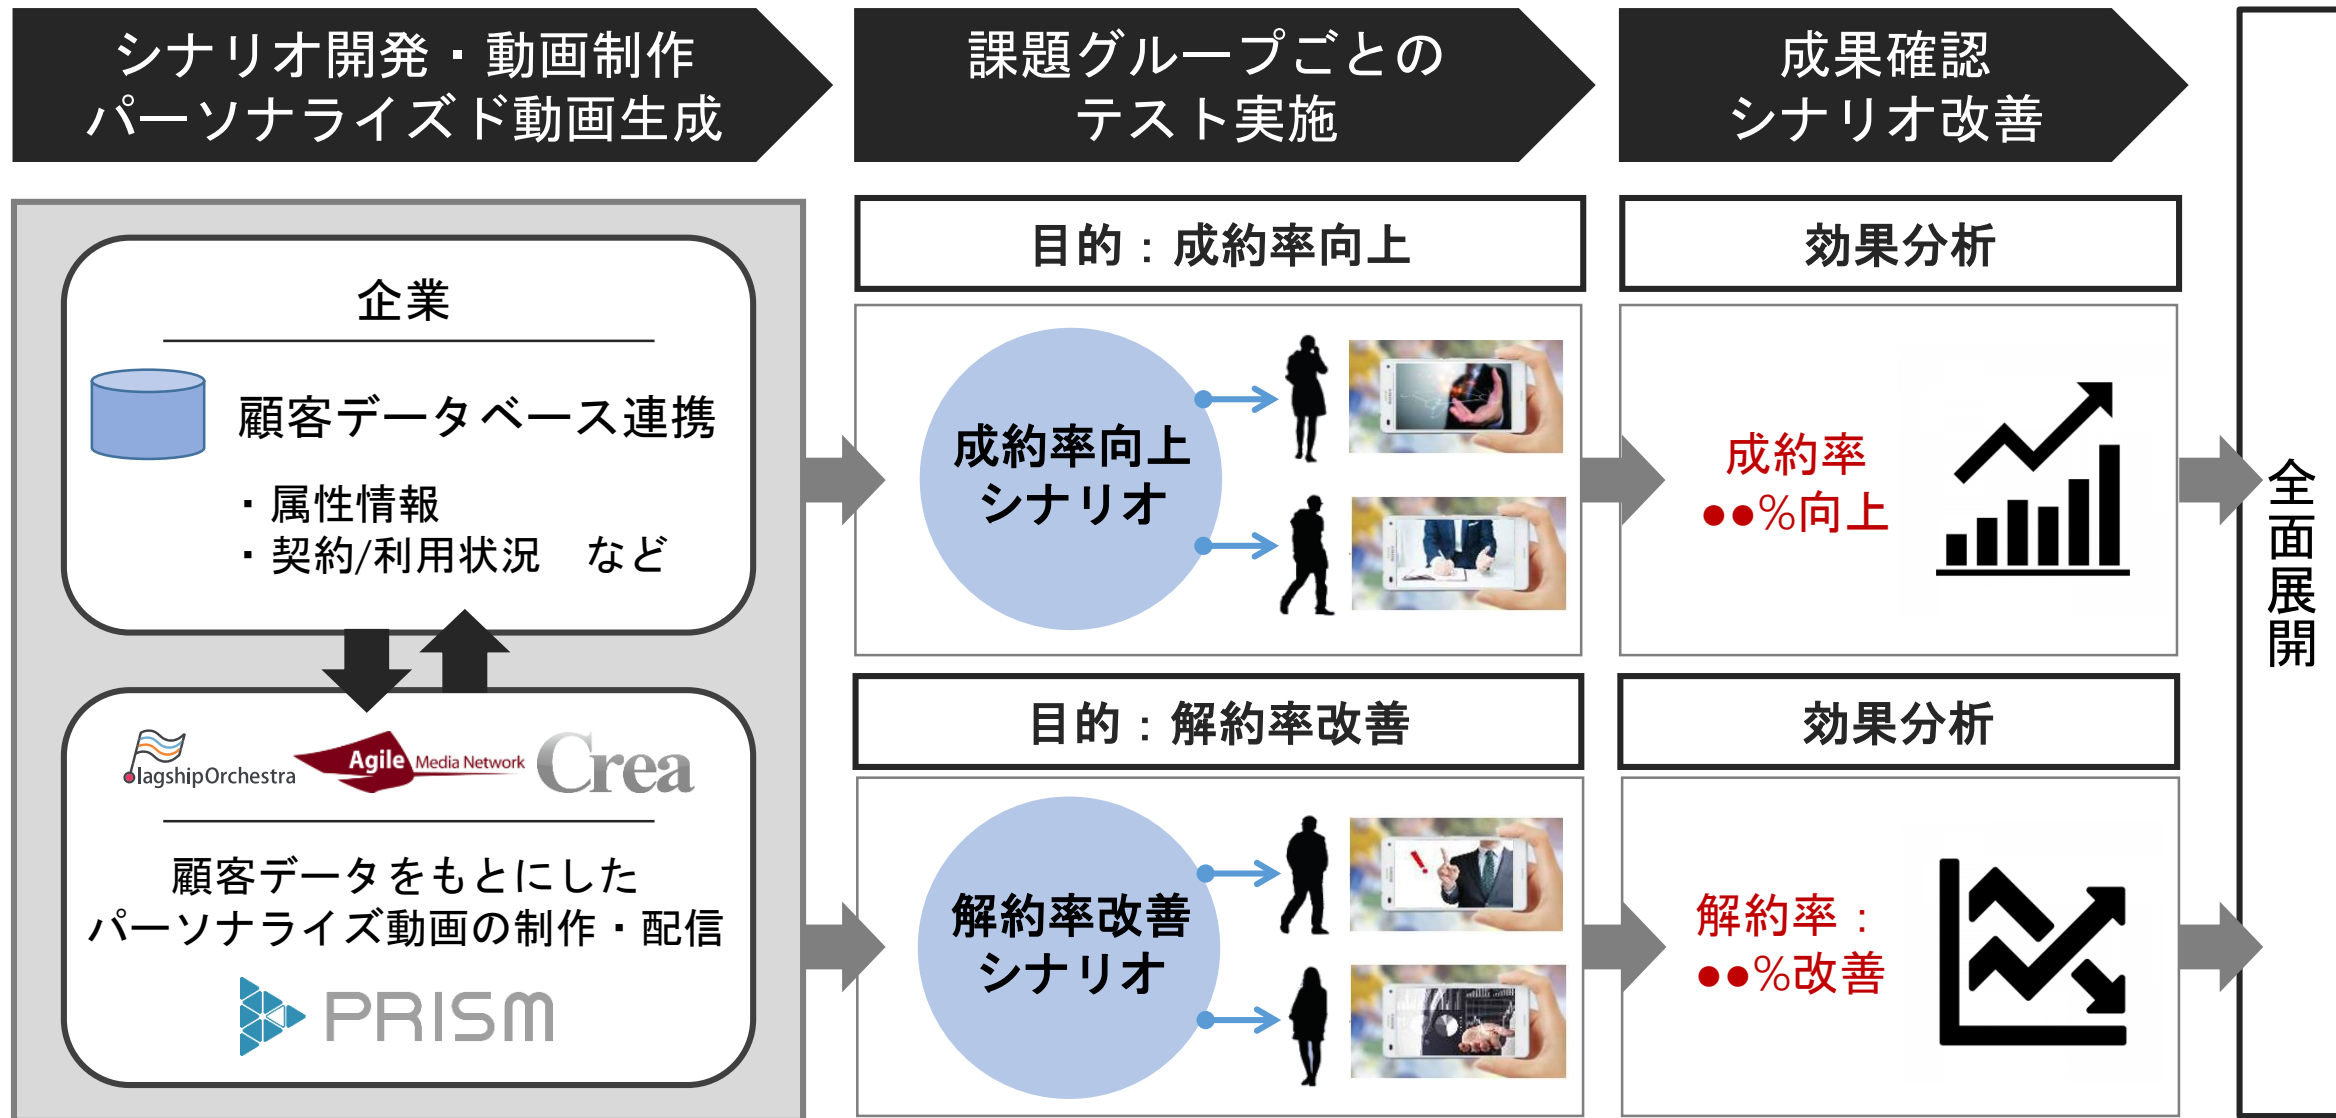 シナリオ開発・動画制作
パーソナライズド動画生成
課題グループごとの
テスト実施
成果確認
シナリオ改善
企業
顧客データベース連携
・属性情報
・契約/利用状況　など
lagshipOrchestra
Agile Media Network
Crea
顧客データをもとにした
パーソナライズ動画の制作・配信
PRISM
目的：成約率向上
成約率向上
シナリオ
効果分析
成約率
●●%向上
目的：解約率改善
解約率改善
シナリオ
効果分析
解約率：
●●%改善
全面展開